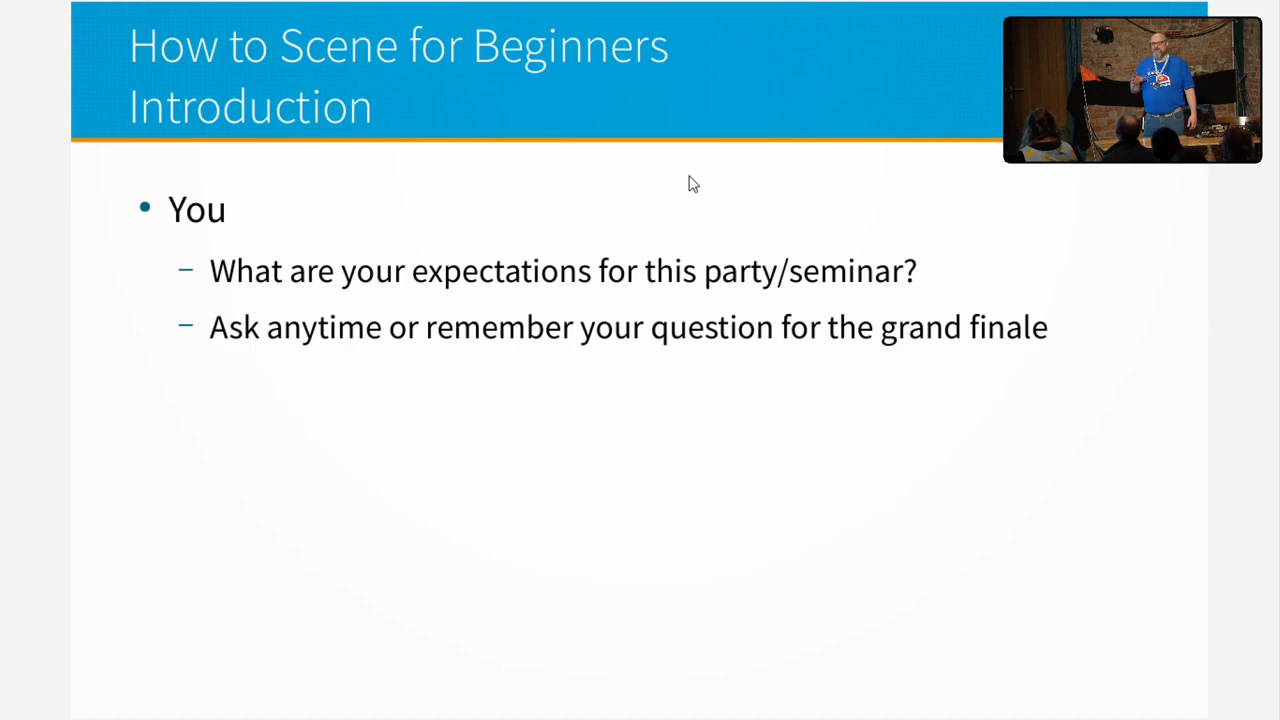 How to Scene for Beginners
Introduction
You
What are your expectations for this party/seminar?
Ask anytime or remember your question for the grand finale